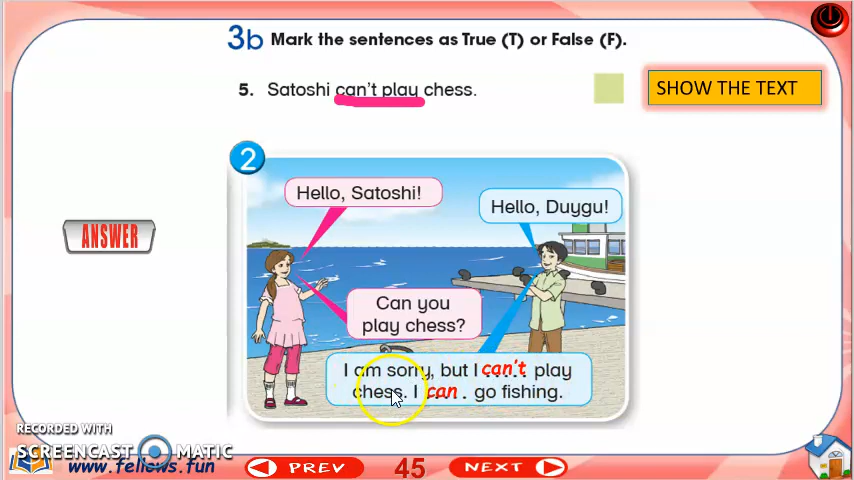 3b Mark the sentences as True (T) or False (F).
5. Satoshi can't play chess.
SHOW THE TEXT
2
Hello, Satoshi!
Hello, Duygu!
ANSWER
Can you
play chess?
I am sorry, but I can't play
chess. I can go fishing.
RECORDED WITH
SCREENCAST MATIC
www.fellows.fun
PREV
45
NEXT